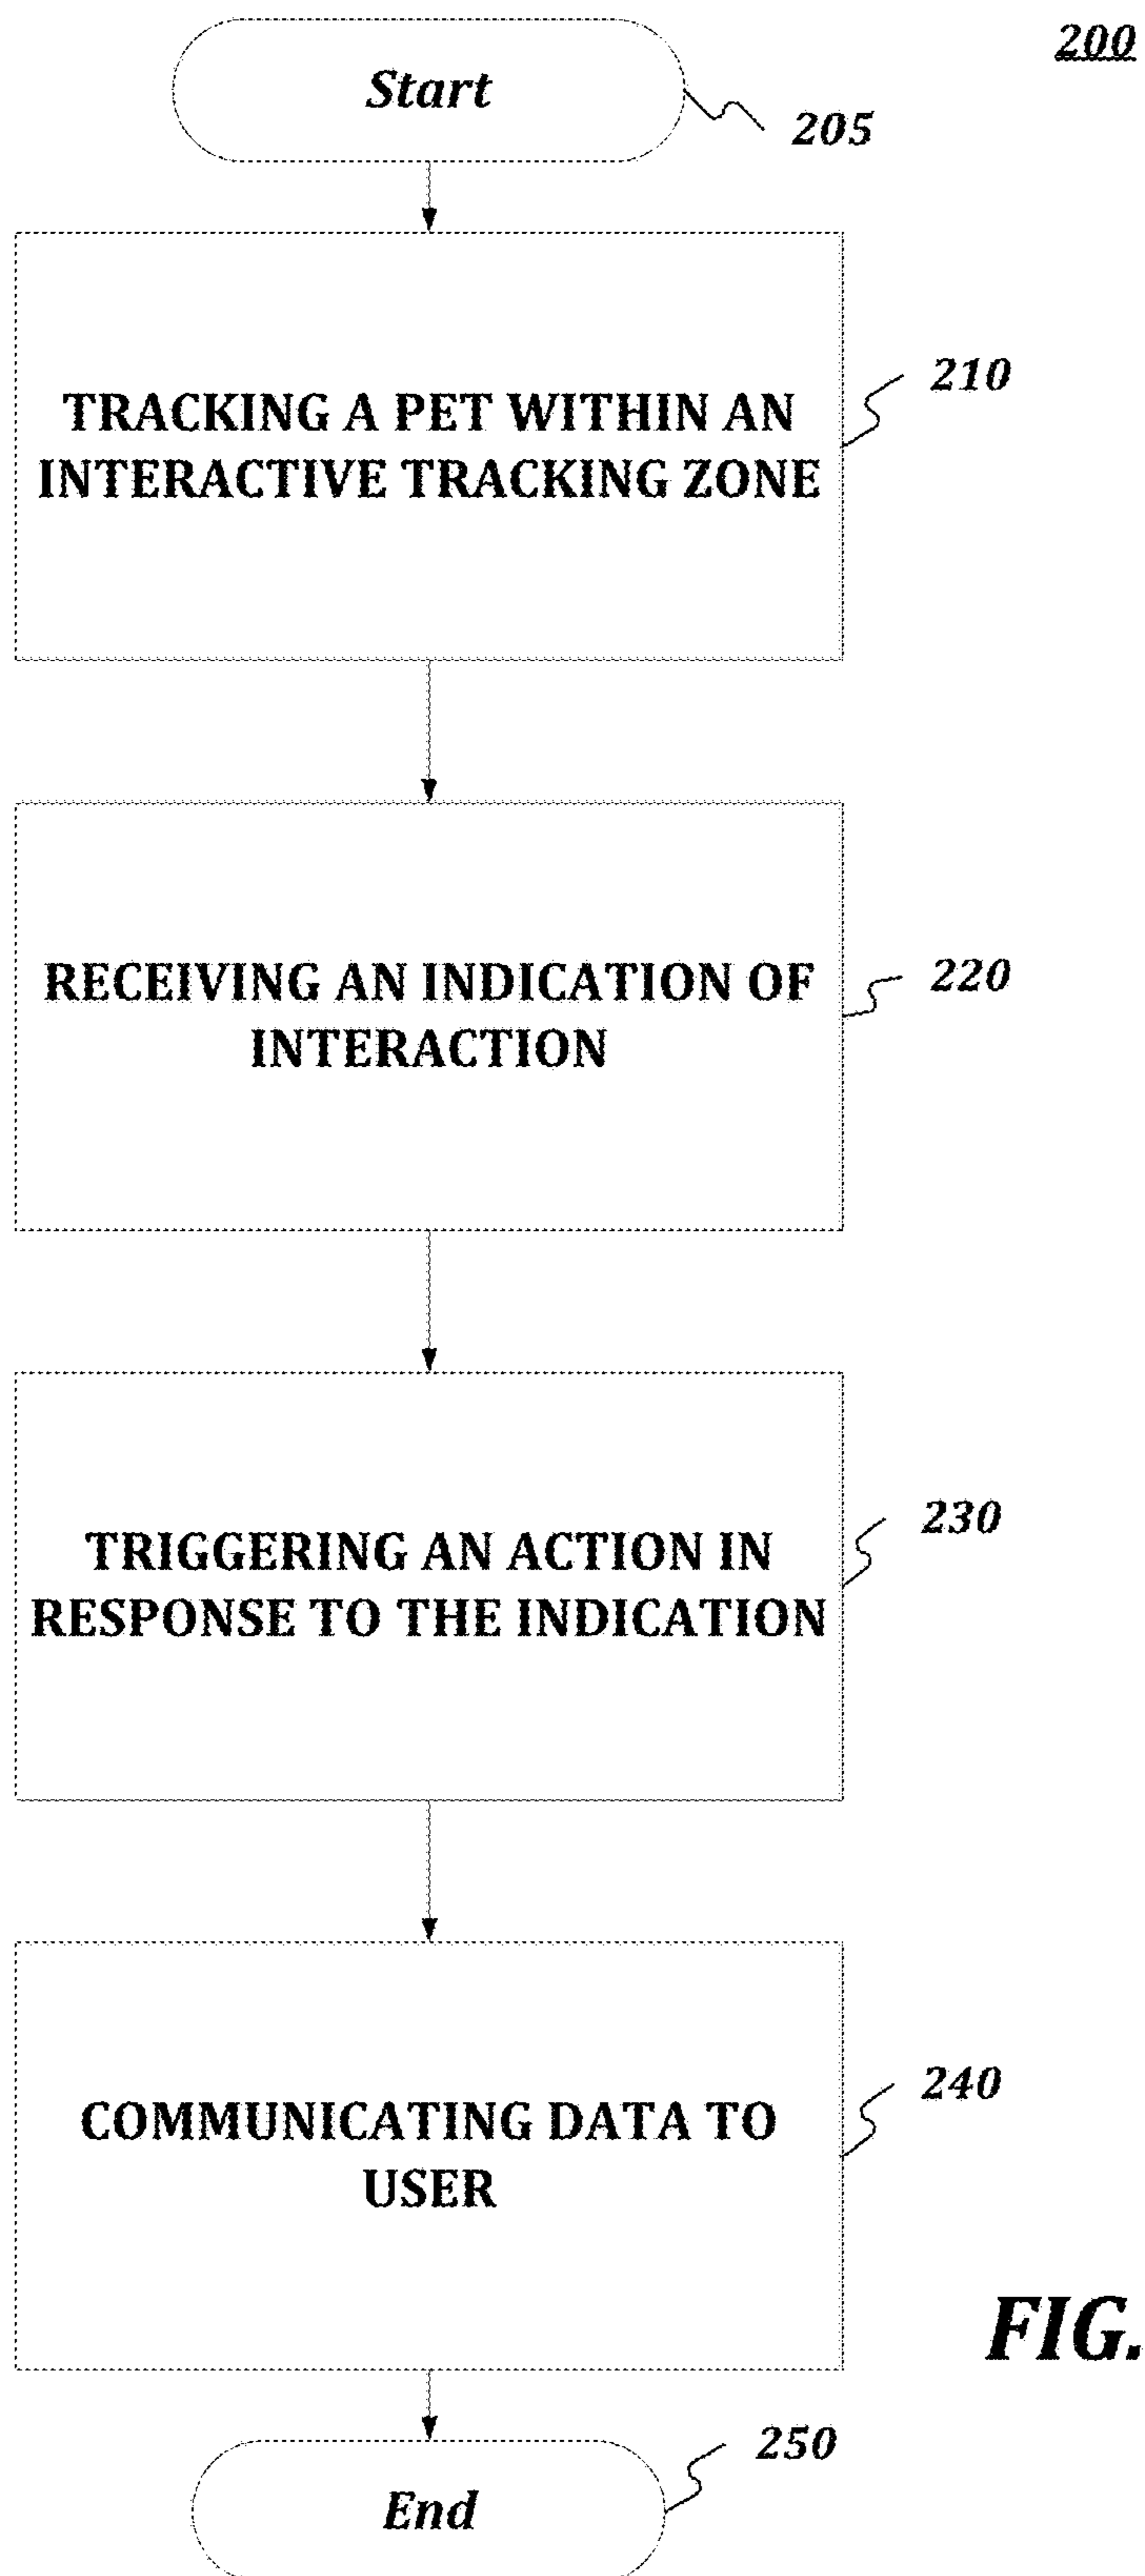 200
Start
205
TRACKING A PET WITHIN AN
INTERACTIVE TRACKING ZONE
210
RECEIVING AN INDICATION OF
INTERACTION
220
TRIGGERING AN ACTION IN
RESPONSE TO THE INDICATION
230
COMMUNICATING DATA TO
USER
240
FIG.
End
250